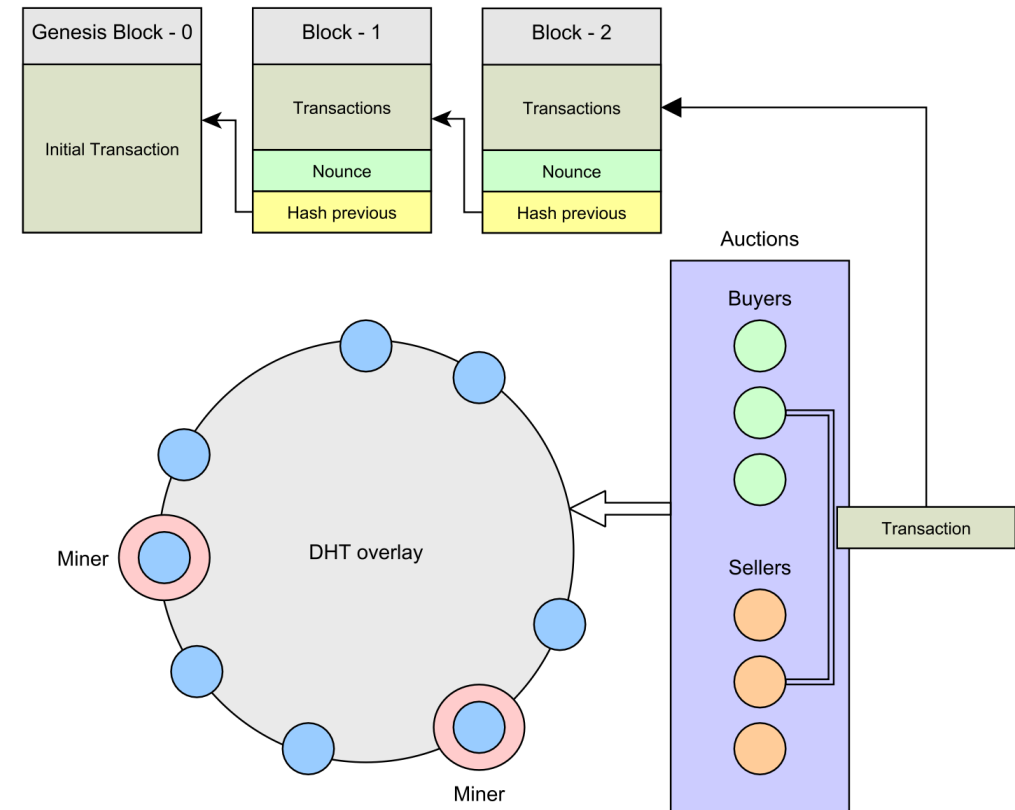 Genesis Block - 0
Block - 1
Block - 2
Initial Transaction
Transactions
Transactions
Nounce
Nounce
Hash previous
Hash previous
Auctions
Buyers
Transaction
Sellers
DHT overlay
Miner
Miner